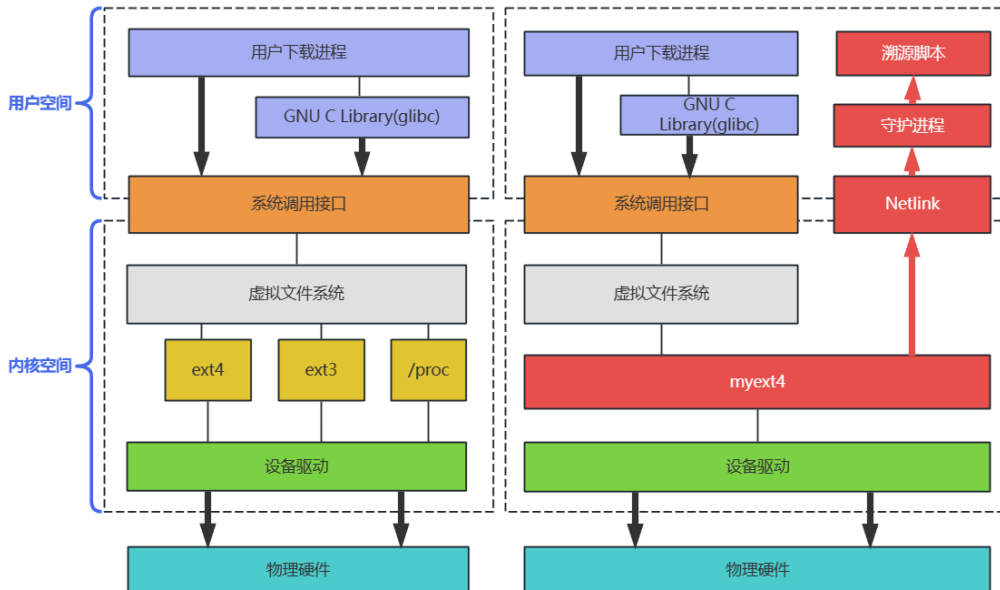 用户空间
用户下载进程
GNU C Library(glibc)
系统调用接口
内核空间
虚拟文件系统
ext4
ext3
/proc
设备驱动
物理硬件
用户下载进程
GNU C
Library(glibc)
系统调用接口
虚拟文件系统
myext4
设备驱动
物理硬件
溯源脚本
守护进程
Netlink